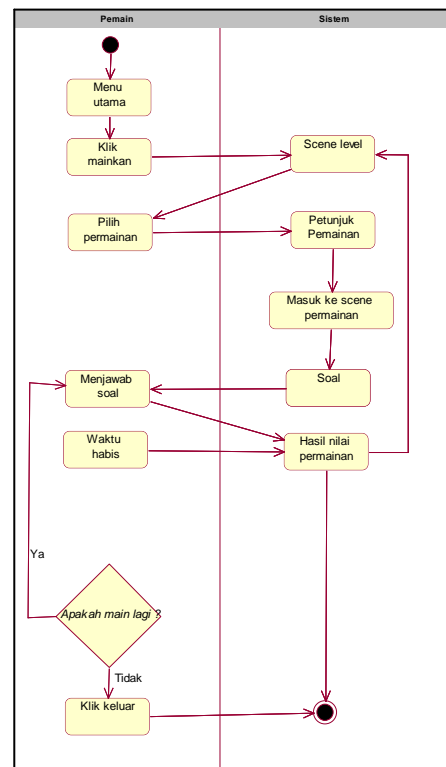 Pemain
Sistem
Menu
utama
Klik
mainkan
Scene level
Pilih
permainan
Petunjuk
Pemainan
Masuk ke scene
permainan
Menjawab
soal
Soal
Waktu
habis
Hasil nilai
permainan
Ya
Apakah main lagi ?
Tidak
Klik keluar